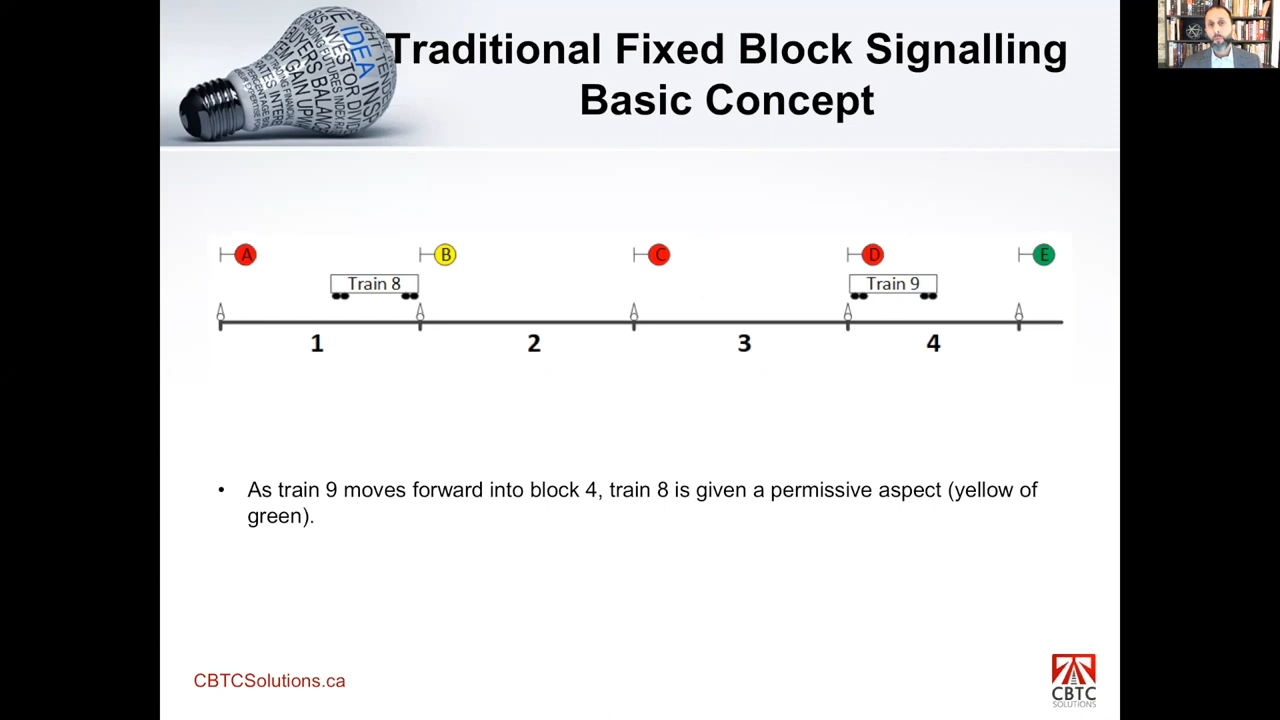 Traditional Fixed Block Signalling
Basic Concept
IDEA
A B C D E
Train 8 Train 9
1 2 3 4
• As train 9 moves forward into block 4, train 8 is given a permissive aspect (yellow of
green).
CBTCSolutions.ca
CBTC
SOLUTIONS